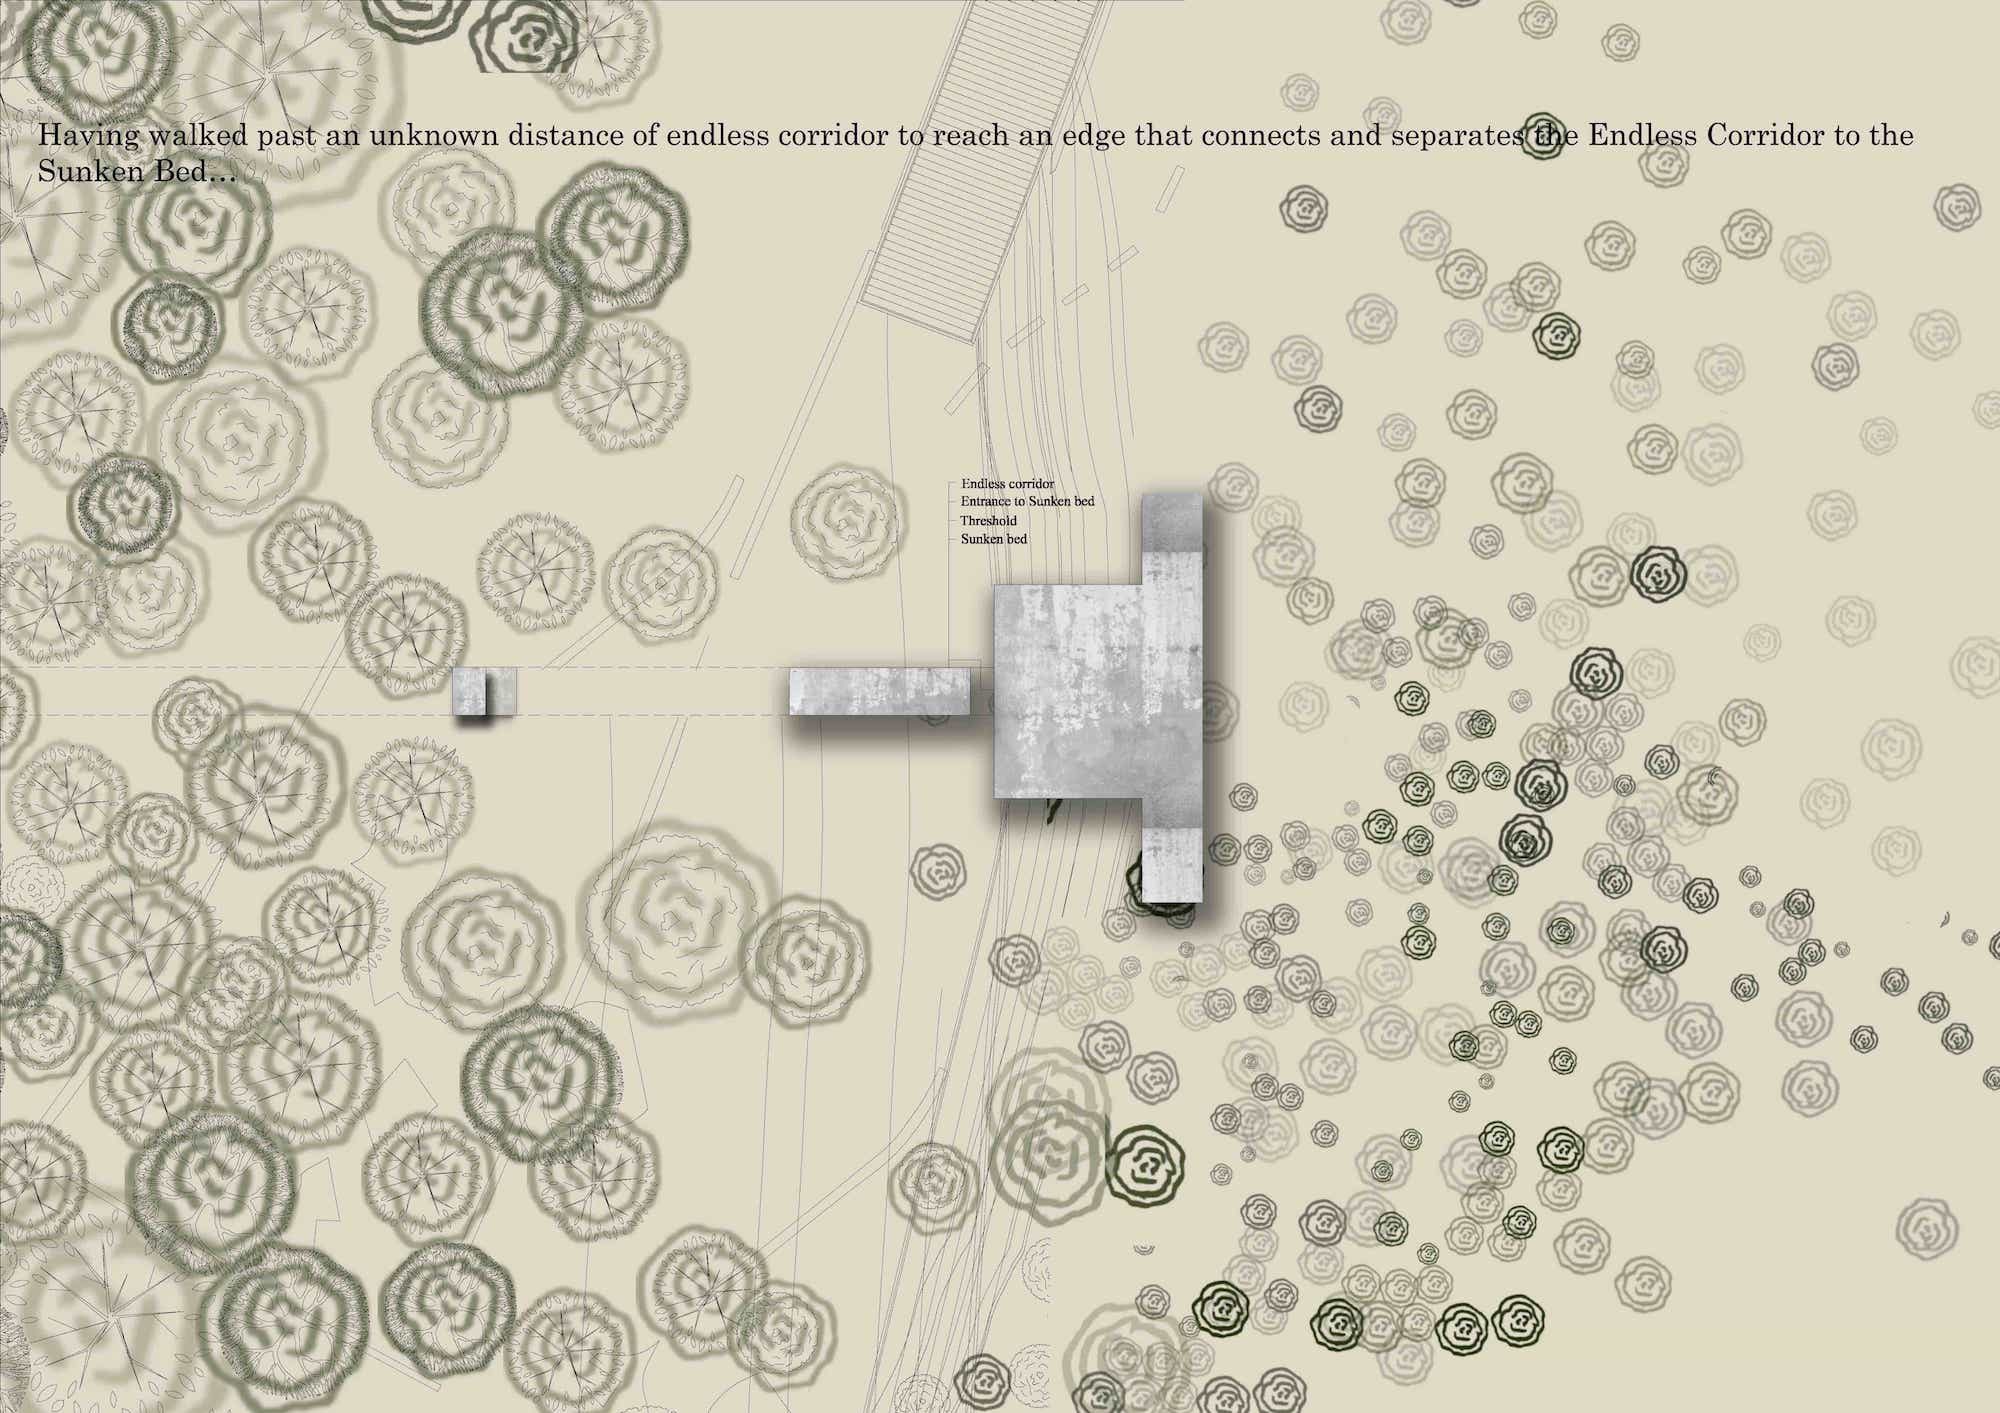 Having walked past an unknown distance of endless corridor to reach an edge that connects and separates the Endless Corridor to the
Sunken Bed...
Endless corridor
Entrance to Sunken bed
Threshold
Sunken bed